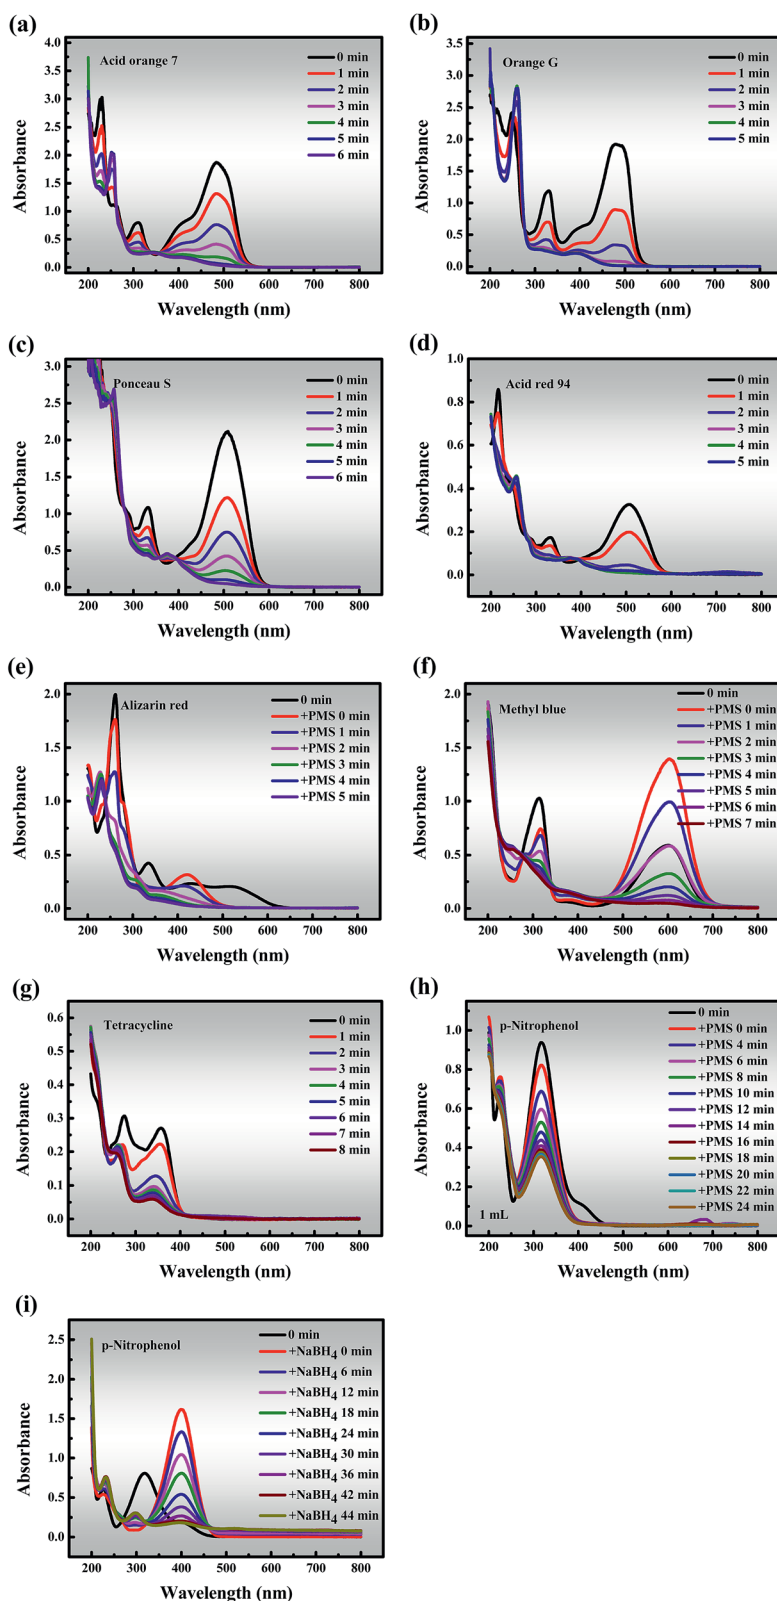 (a)
Acid orange 7
0 min
1 min
2 min
3 min
4 min
5 min
6 min
4.0
3.5
3.0
2.5
2.0
1.5
1.0
0.5
0.0
Absorbance
200 300 400 500 600 700 800
Wavelength (nm)
(b)
Orange G
0 min
1 min
2 min
3 min
4 min
5 min
3.5
3.0
2.5
2.0
1.5
1.0
0.5
0.0
Absorbance
200 300 400 500 600 700 800
Wavelength (nm)
(c)
Ponceau S
0 min
1 min
2 min
3 min
4 min
5 min
6 min
3.0
2.5
2.0
1.5
1.0
0.5
0.0
Absorbance
200 300 400 500 600 700 800
Wavelength (nm)
(d)
Acid red 94
0 min
1 min
2 min
3 min
4 min
5 min
1.0
0.8
0.6
0.4
0.2
0.0
Absorbance
200 300 400 500 600 700 800
Wavelength (nm)
(e)
Alizarin red
0 min
+PMS 0 min
+PMS 1 min
+PMS 2 min
+PMS 3 min
+PMS 4 min
+PMS 5 min
2.0
1.5
1.0
0.5
0.0
Absorbance
200 300 400 500 600 700 800
Wavelength (nm)
(f)
Methyl blue
0 min
+PMS 0 min
+PMS 1 min
+PMS 2 min
+PMS 3 min
+PMS 4 min
+PMS 5 min
+PMS 6 min
+PMS 7 min
2.0
1.5
1.0
0.5
0.0
Absorbance
200 300 400 500 600 700 800
Wavelength (nm)
(g)
Tetracycline
0 min
1 min
2 min
3 min
4 min
5 min
6 min
7 min
8 min
0.6
0.5
0.4
0.3
0.2
0.1
0.0
Absorbance
200 300 400 500 600 700 800
Wavelength (nm)
(h)
p-Nitrophenol
0 min
+PMS 0 min
+PMS 4 min
+PMS 6 min
+PMS 8 min
+PMS 10 min
+PMS 12 min
+PMS 14 min
+PMS 16 min
+PMS 18 min
+PMS 20 min
+PMS 22 min
+PMS 24 min
1 mL
1.0
0.8
0.6
0.4
0.2
0.0
Absorbance
200 300 400 500 600 700 800
Wavelength (nm)
(i)
p-Nitrophenol
0 min
+NaBH4 0 min
+NaBH4 6 min
+NaBH4 12 min
+NaBH4 18 min
+NaBH4 24 min
+NaBH4 30 min
+NaBH4 36 min
+NaBH4 42 min
+NaBH4 44 min
2.5
2.0
1.5
1.0
0.5
0.0
Absorbance
200 300 400 500 600 700 800
Wavelength (nm)